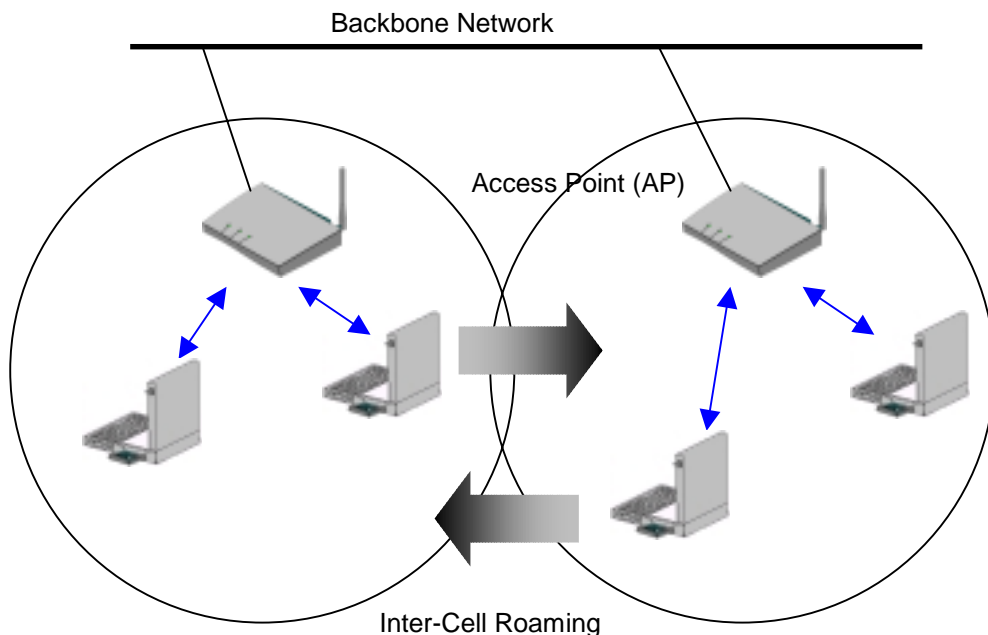 Backbone Network
Access Point (AP)
Inter-Cell Roaming